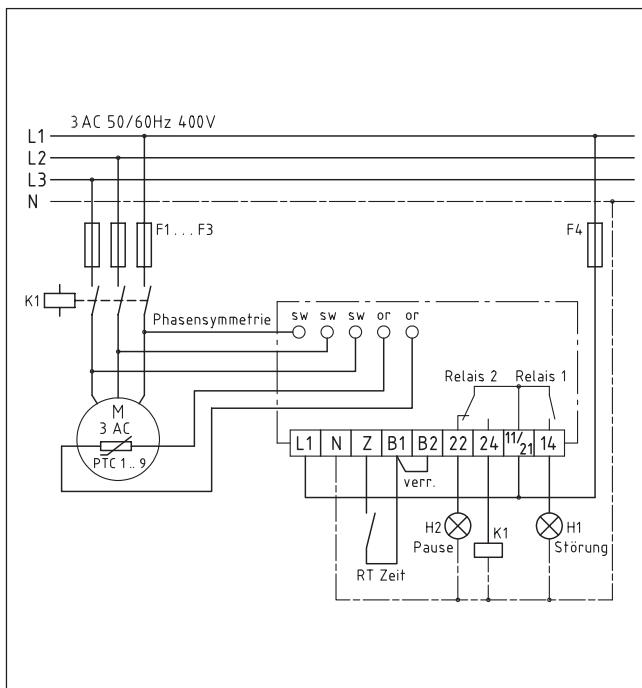 3 AC 50/60Hz 400V
L1
L2
L3
N
F1...F3
F4
K1
Phasensymmetrie
sw sw sw or or
M
3 AC
PTC 1..9
Relais 2 Relais 1
L1 N Z B1 B2 22 24 11/21 14
verr.
H2
Pause
K1
H1
Störung
RT Zeit